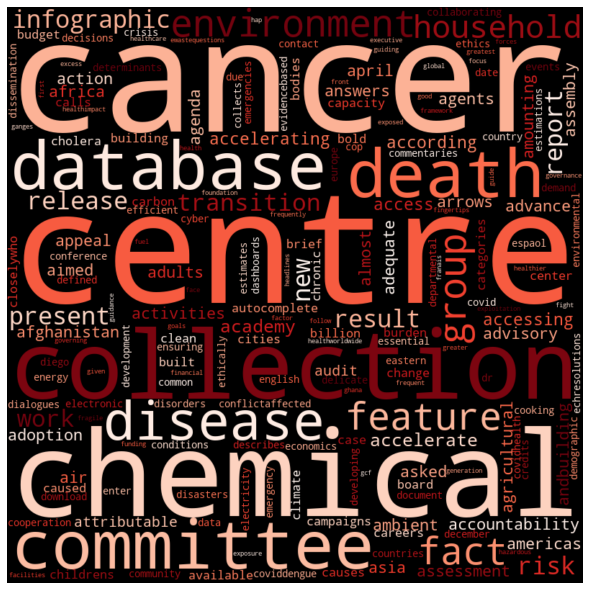 infographic
environment
household
collaborating
hap
executive
forces
healthcare
emastequestions
guiding
greatest
budget
decisions
crisis
contact
ethics
events
cancer
dissemination
excess
action
determinants
africa
calls
agenda
collects
due
emergencies
evidencebased
bodies
april
answers
capacity
agents
date
global
focus
report
amounting
estimations
assembly
front
good
exposed
framework
cop
healthimpact
ganges
cholera
building
accelerating
bold
according
commentaries
country
database
death
health
europe
foundation
demand
governance
guide
fingertips
frequently
release
transition
carbon
efficient
cyber
access
arrows
advance
almost
categories
environmental
centre
closelywho
appeal
conference
aimed
defined
adults
estimates
dashboards
brief
new
chronic
adequate
group
departmental
espaol
center
fuel
headlines
covid
healthier
fight
present
activities
autocomplete
result
accessing
afghanistan
academy
billion
burden
advisory
guidance
governing
development
clean
cities
ensuring
goals
factor
follow
healthworldwide
essential
greater
diego
built
ethically
audit
eastern
change
energy
given
common
financial
english
delicate
dr
echresolutions
collection
electronic
ghana
frequent
dialogues
disorders
conflictaffected
work
disease
feature
agricultural
cooking
covidhealth
credits
andbuilding
demographic
adoption
funding
conditions
describes
economics
case
accelerate
chemical
air
caused
disasters
emergency
climate
gcf
developing
asked
generation
board
document
download
enter
electricity
cooperation
attributable
data
campaigns
ambient
careers
accountability
committee
fact
december
americas
exposure
countries
hazardous
facilities
childrens
community
available
coviddengue
causes
asia
assessment
risk